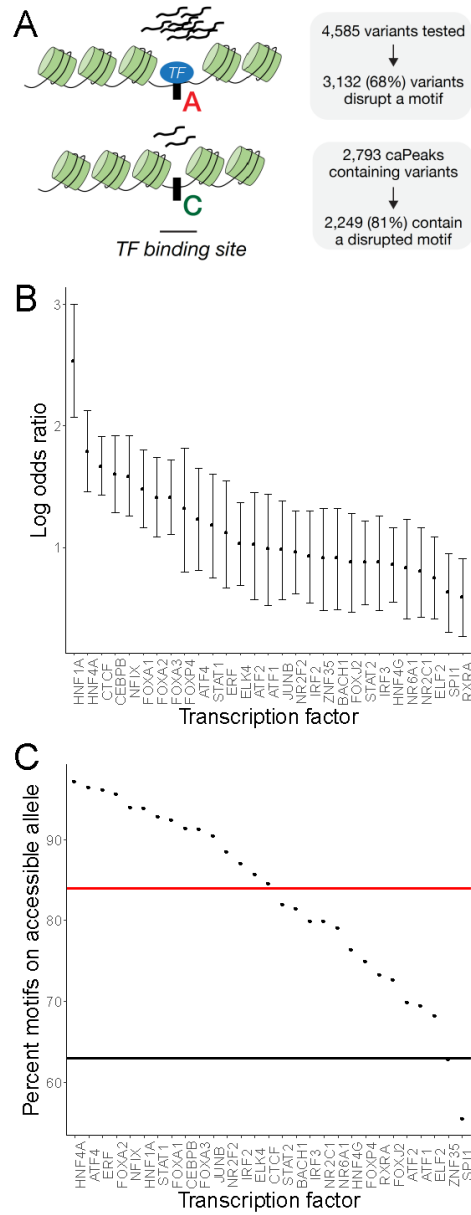 A
TF
A
C
TF binding site
4,585 variants tested
3,132 (68%) variants
disrupt a motif
2,793 caPeaks
containing variants
2,249 (81%) contain
a disrupted motif
B
Log odds ratio
3
2
1
HNF1A
HNF4A
CTCF
CEBPB
NFIX
FOXA1
FOXA2
FOXA3
FOXP4
ATF4
STAT1
ERF
ELK4
ATF2
ATF1
JUNB
NR2F2
IRF2
ZNF35
BACH1
FOXJ2
STAT2
IRF3
HNF4G
NR6A1
NR2C1
ELF2
SPI1
RXRA
Transcription factor
C
Percent motifs on accessible allele
90
80
70
60
HNF4A
ATF4
ERF
FOXA2
NFIX
HNF1A
STAT1
FOXA1
CEBPB
FOXA3
JUNB
NR2F2
IRF2
ELK4
CTCF
STAT2
BACH1
IRF3
NR2C1
NR6A1
HNF4G
FOXP4
RXRA
FOXJ2
ATF2
ATF1
ELF2
ZNF35
SPI1
Transcription factor